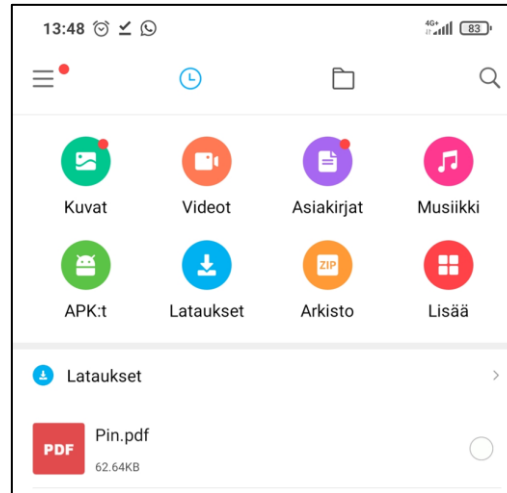 13:48 4G+ 83
Kuvat Videot Asiakirjat Musiikki
ZIP
APK:t Lataukset Arkisto Lisää
Lataukset
PDF Pin.pdf
62.64KB